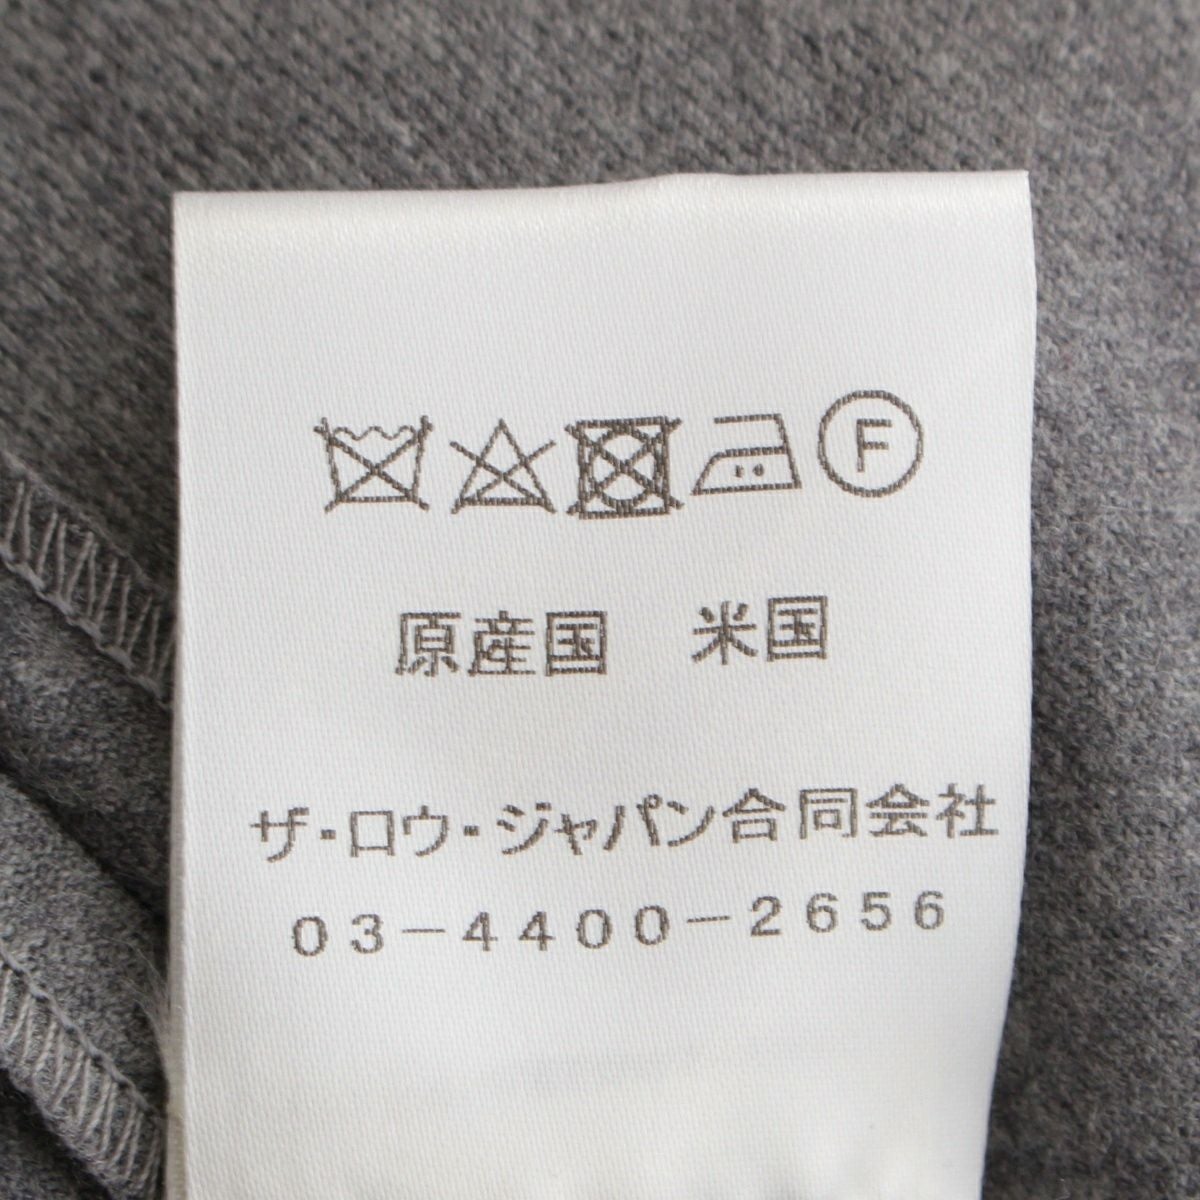 F
原産国　米国
ザ・ロウ・ジャパン合同会社
03-4400-2656